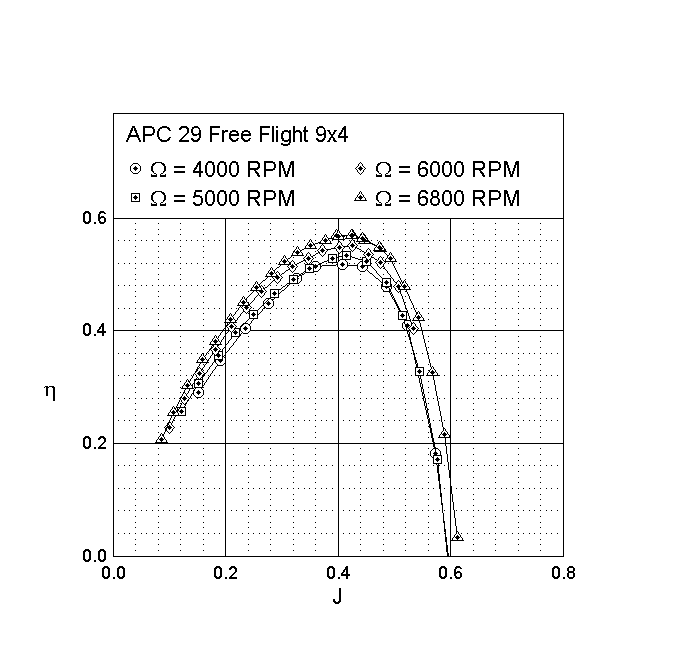 APC 29 Free Flight 9x4
Ω = 4000 RPM Ω = 6000 RPM
Ω = 5000 RPM Ω = 6800 RPM
0.6
0.4
η
0.2
0.0
0.0 0.2 0.4 0.6 0.8
J